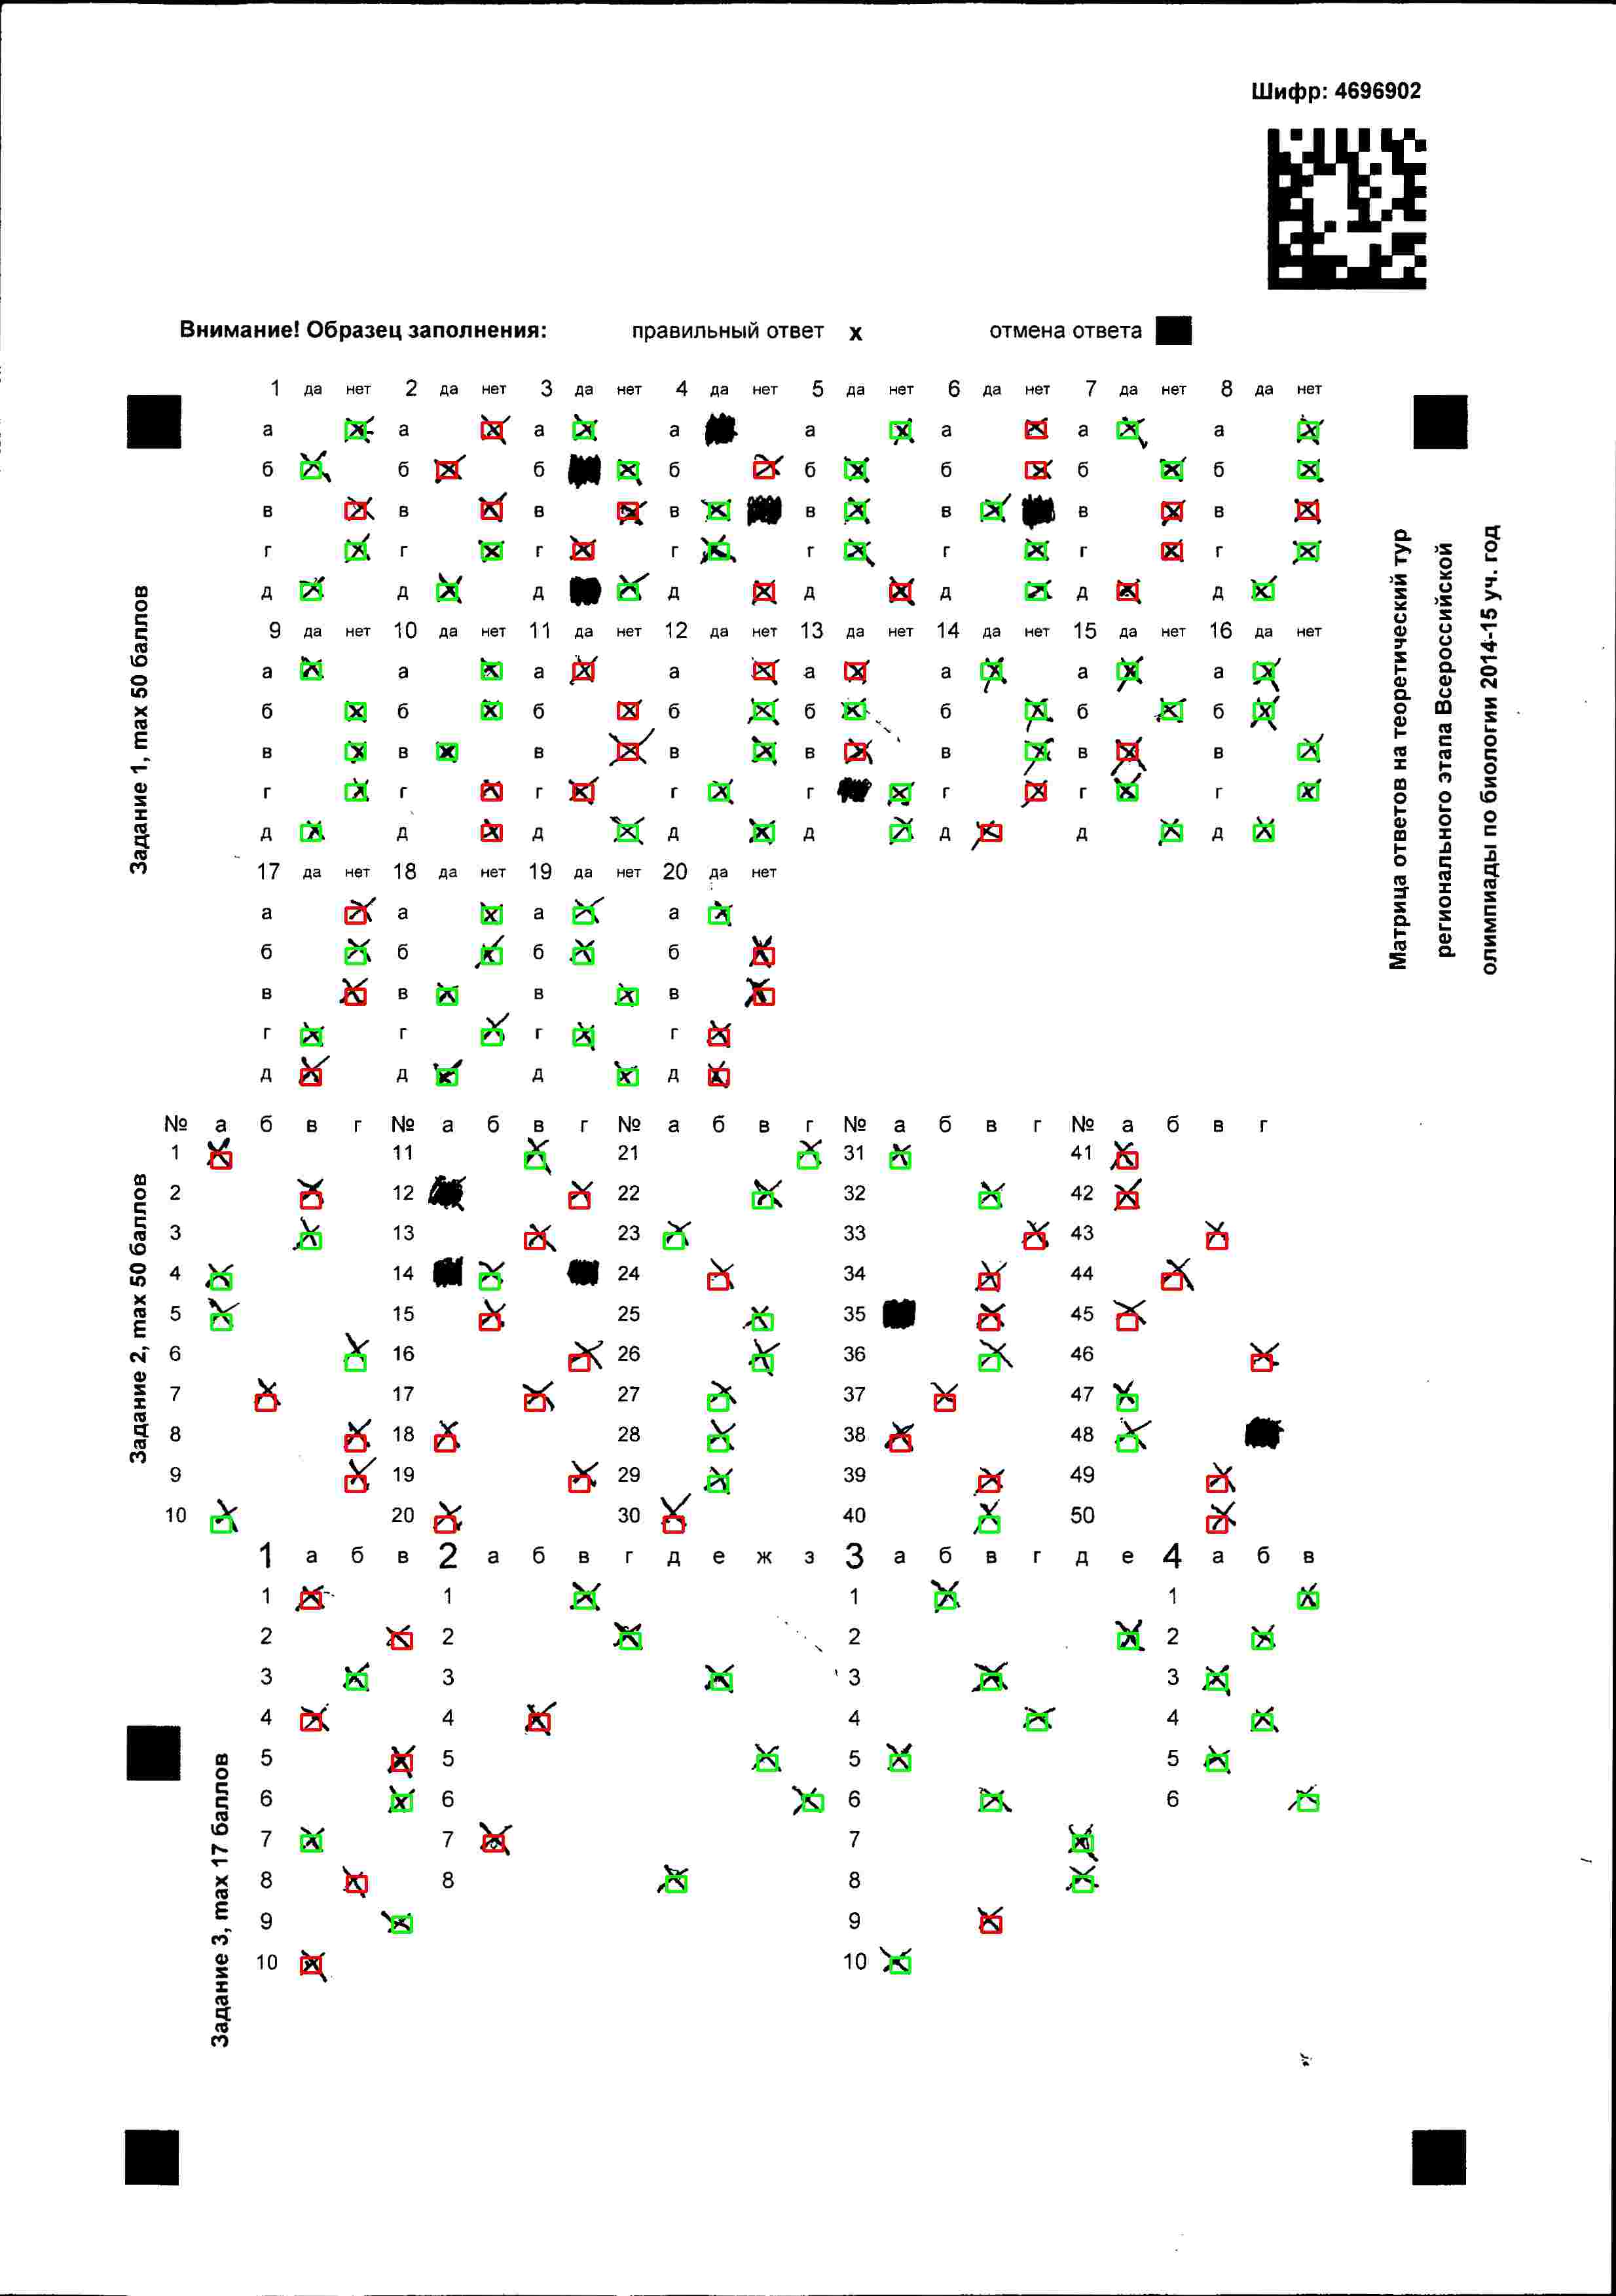 Шифр: 4696902
Внимание! Образец заполнения: правильный ответ х отмена ответа
1 да нет 2 да нет 3 да нет 4 да нет 5 да нет 6 да нет 7 да нет 8 да нет
а а а а а а а а
б б б б б б б б
в в в в в в в в
г г г г г г г г
д д д д д д д д
9 да нет 10 да нет 11 да нет 12 да нет 13 да нет 14 да нет 15 да нет 16 да нет
а а а а а а а а
б б б б б б б б
в в в в в в в в
г г г г г г г г
д д д д д д д д
17 да нет 18 да нет 19 да нет 20 да нет
а а а а
б б б б
в в в в
г г г г
д д д д
Задание 1, max 50 баллов
Матрица ответов на теоретический тур
регионального этапа Всероссийской
олимпиады по биологии 2014-15 уч. год
№ а б в г № а б в г № а б в г № а б в г № а б в г
1 11 21 31 41
2 12 22 32 42
3 13 23 33 43
4 14 24 34 44
5 15 25 35 45
6 16 26 36 46
7 17 27 37 47
8 18 28 38 48
9 19 29 39 49
10 20 30 40 50
Задание 2, max 50 баллов
1 а б в 2 а б в г д е ж з 3 а б в г д е 4 а б в
1 1 1 1
2 2 2 2
3 3 3 3
4 4 4 4
5 5 5 5
6 6 6 6
7 7 7
8 8 8
9 9
10 10
Задание 3, max 17 баллов